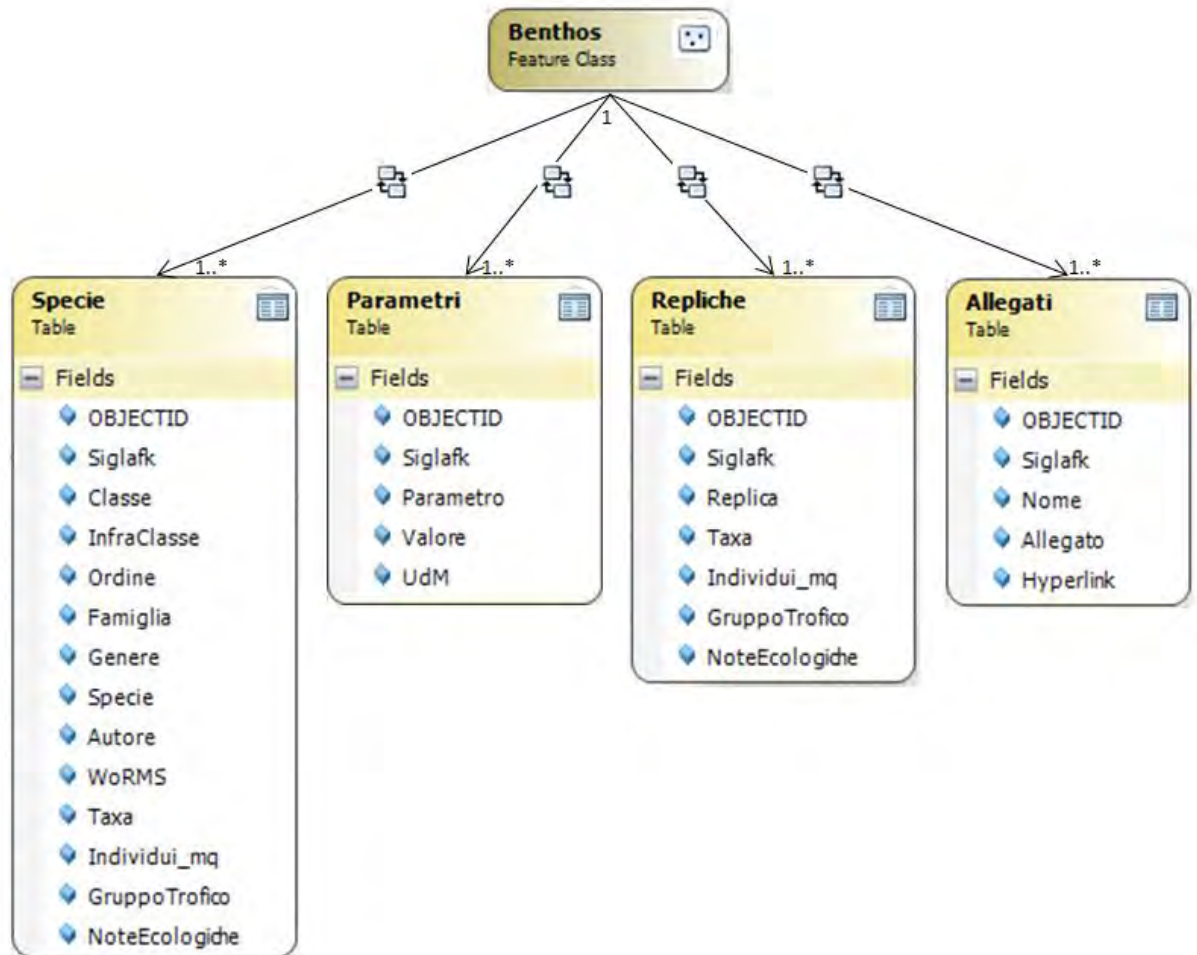 Benthos
Feature Class
1
1..*
1..*
1..*
1..*
Specie
Table
Fields
OBJECTID
Siglafk
Classe
InfraClasse
Ordine
Famiglia
Genere
Specie
Autore
WoRMS
Taxa
Individui_mq
GruppoTrofico
NoteEcologiche
Parametri
Table
Fields
OBJECTID
Siglafk
Parametro
Valore
UdM
Repliche
Table
Fields
OBJECTID
Siglafk
Replica
Taxa
Individui_mq
GruppoTrofico
NoteEcologiche
Allegati
Table
Fields
OBJECTID
Siglafk
Nome
Allegato
Hyperlink